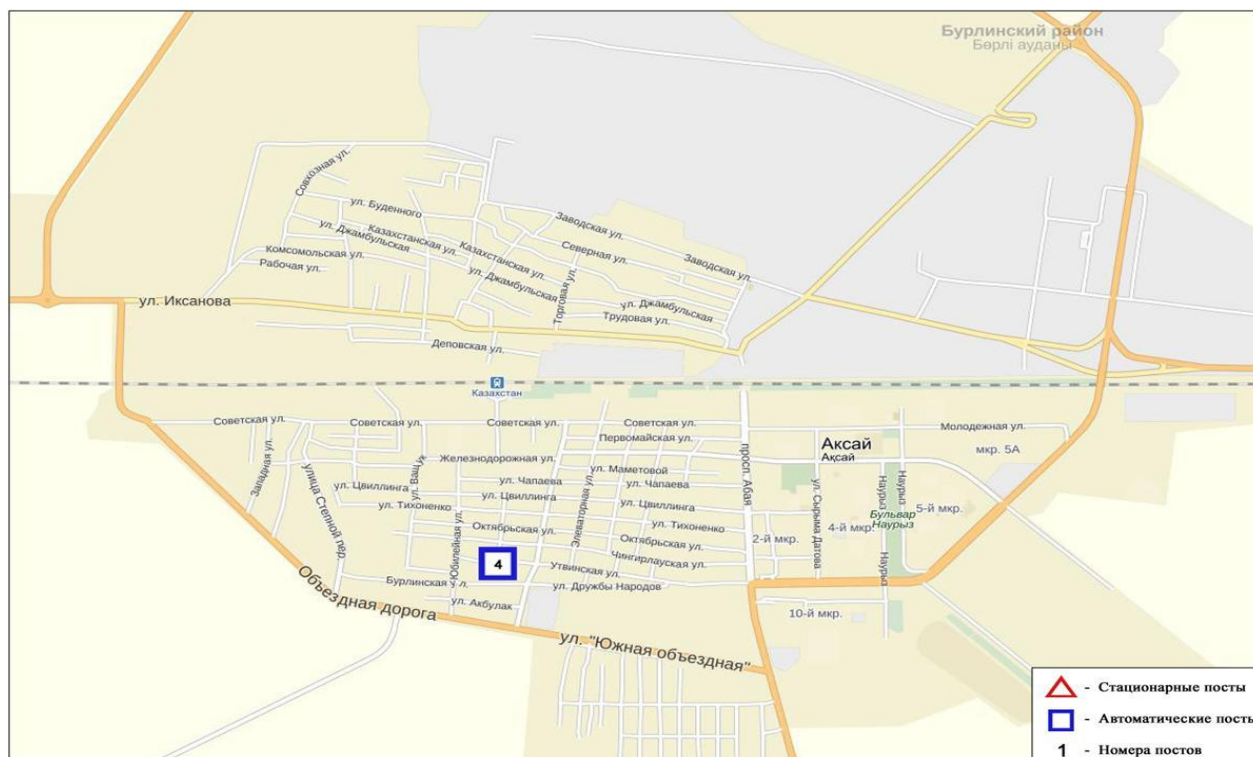 Бурлинский район
Бөрлі ауданы
Совхозная ул.
ул. Буденного
Заводская ул.
ул. Джамбульская
Казахстанская ул.
Казахстанская ул.
Северная ул.
Заводская ул.
Комсомольская ул.
Рабочая ул.
ул. Джамбульская
Торговая ул.
ул. Джамбульская
Трудовая ул.
ул. Иксанова
Деповская ул.
Казахстан
Советская ул.
Советская ул.
Советская ул.
Советская ул.
Молодежная ул.
Первомайская ул.
Аксай
Ақсай
мкр. 5А
Западная ул.
Железнодорожная ул.
ул. Маметовой
просп. Абая
улица Степной пер.
ул. Цвиллинга
ул. Чапаева
ул. Чапаева
ул. Сырыма Датова
Наурыз
Наурыз
ул. Тихоненко
ул. Цвиллинга
ул. Цвиллинга
Элеваторная ул.
Бульвар
Наурыз
5-й мкр.
4-й мкр.
2-й мкр.
Юбилейная ул.
Октябрьская ул.
ул. Тихоненко
Октябрьская ул.
4
Утвинская ул.
Чингирлауская ул.
Наурыз
Бурлинская ул.
ул. Дружбы Народов
ул. Акбулак
10-й мкр.
Объездная дорога
ул. "Южная объездная"
- Стационарные посты
- Автоматические посты
1 - Номера постов